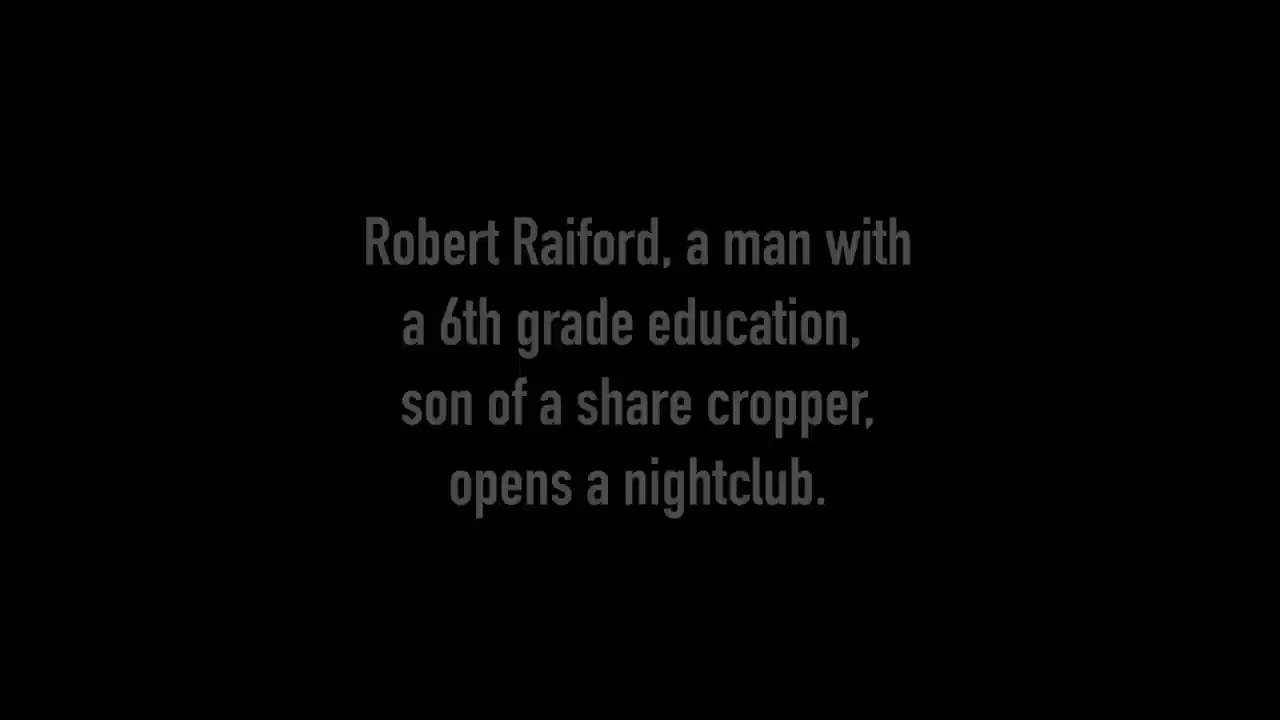 Robert Raiford, a man with
a 6th grade education,
son of a share cropper,
opens a nightclub.